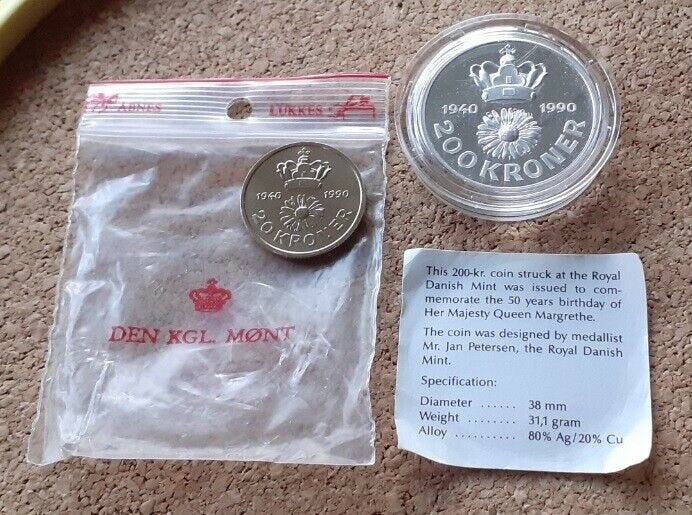 ÅBNES
LUKKES
1940 1990
20 KRONER
DEN KGL. MØNT
1940 1990
200 KRONER
This 200-kr. coin struck at the Royal
Danish Mint was issued to com-
memorate the 50 years birthday of
Her Majesty Queen Margrethe.
The coin was designed by medallist
Mr. Jan Petersen, the Royal Danish
Mint.
Specification:
Diameter ...... 38 mm
Weight ....... 31,1 gram
Alloy .......... 80% Ag/20% Cu